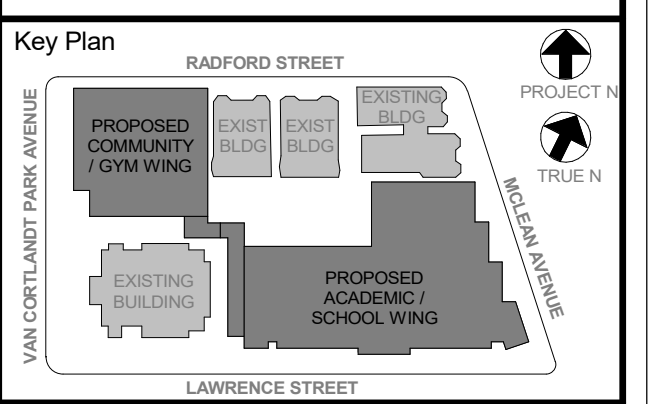 Key Plan
RADFORD STREET
PROJECT N
TRUE N
VAN CORTLANDT PARK AVENUE
PROPOSED
COMMUNITY
/ GYM WING
EXIST
BLDG
EXIST
BLDG
EXISTING
BLDG
MCLEAN AVENUE
EXISTING
BUILDING
PROPOSED
ACADEMIC /
SCHOOL WING
LAWRENCE STREET